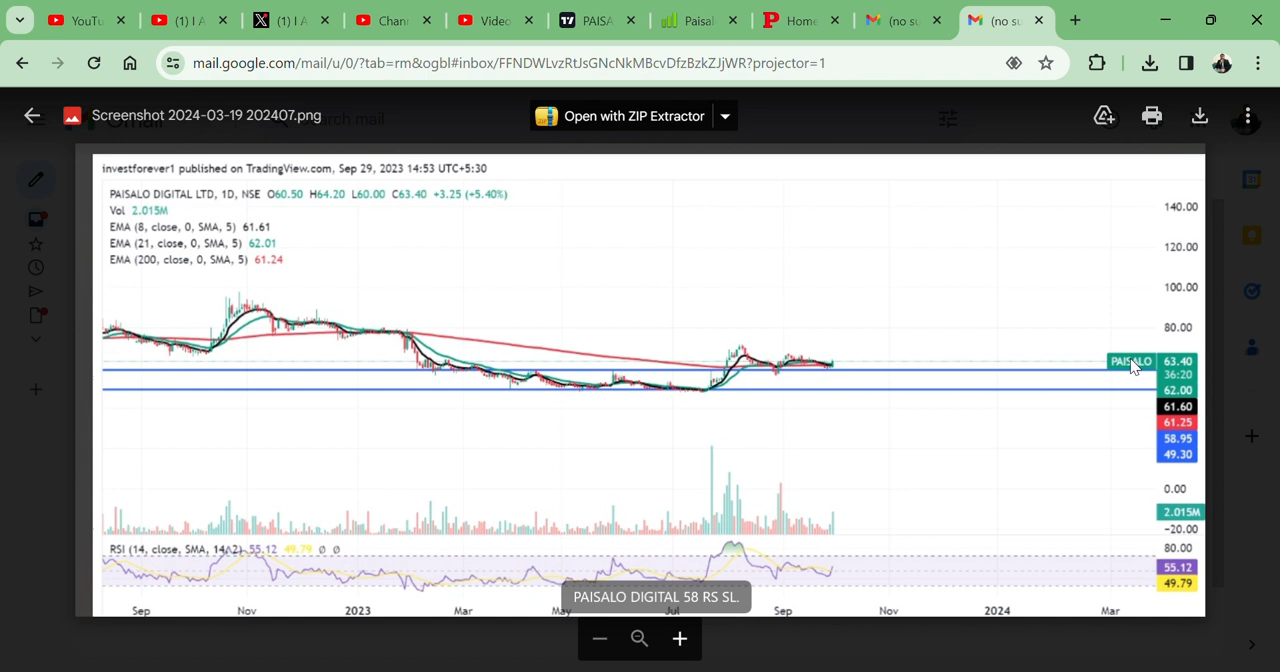 YouTu
(1) I A
(1) I A
Chann
Video
PAISA
Paisal
Home
(no su
(no su
mail.google.com/mail/u/0/?tab=rm&ogbl#inbox/FFNDWLvzRtJsGNcNkMBcvDfzBzkZJjWR?projector=1
Screenshot 2024-03-19 202407.png
Open with ZIP Extractor
investforever1 published on TradingView.com, Sep 29, 2023 14:53 UTC+5:30
PAISALO DIGITAL LTD, 1D, NSE O60.50 H64.20 L60.00 C63.40 +3.25 (+5.40%)
Vol 2.015M
EMA (8, close, 0, SMA, 5) 61.61
EMA (21, close, 0, SMA, 5) 62.01
EMA (200, close, 0, SMA, 5) 61.24
140.00
120.00
100.00
80.00
PAISALO 63.40
36:20
62.00
61.60
61.25
58.95
49.30
0.00
2.015M
-20.00
RSI (14, close, SMA, 14, 2) 55.12 49.79 ø ø
80.00
55.12
49.79
PAISALO DIGITAL 58 RS SL.
Sep Nov 2023 Mar May Jul Sep Nov 2024 Mar